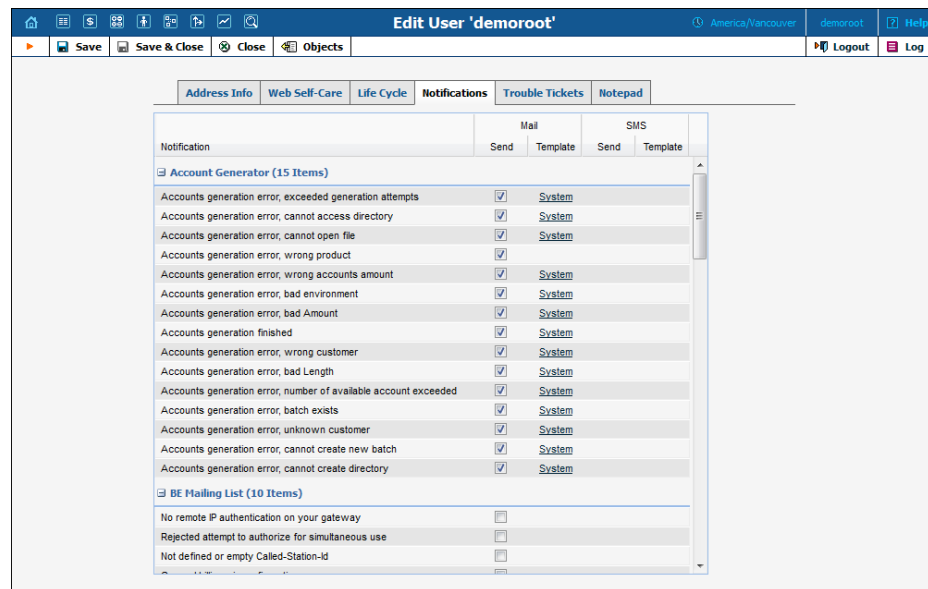 Edit User 'demoroot'
America/Vancouver
demoroot
Help
Save
Save & Close
Close
Objects
Logout
Log
Address Info
Web Self-Care
Life Cycle
Notifications
Trouble Tickets
Notepad
Mail SMS
Notification Send Template Send Template
Account Generator (15 Items)
Accounts generation error, exceeded generation attempts System
Accounts generation error, cannot access directory System
Accounts generation error, cannot open file System
Accounts generation error, wrong product
Accounts generation error, wrong accounts amount System
Accounts generation error, bad environment System
Accounts generation error, bad Amount System
Accounts generation finished System
Accounts generation error, wrong customer System
Accounts generation error, bad Length System
Accounts generation error, number of available account exceeded System
Accounts generation error, batch exists System
Accounts generation error, unknown customer System
Accounts generation error, cannot create new batch System
Accounts generation error, cannot create directory System
BE Mailing List (10 Items)
No remote IP authentication on your gateway
Rejected attempt to authorize for simultaneous use
Not defined or empty Called-Station-Id